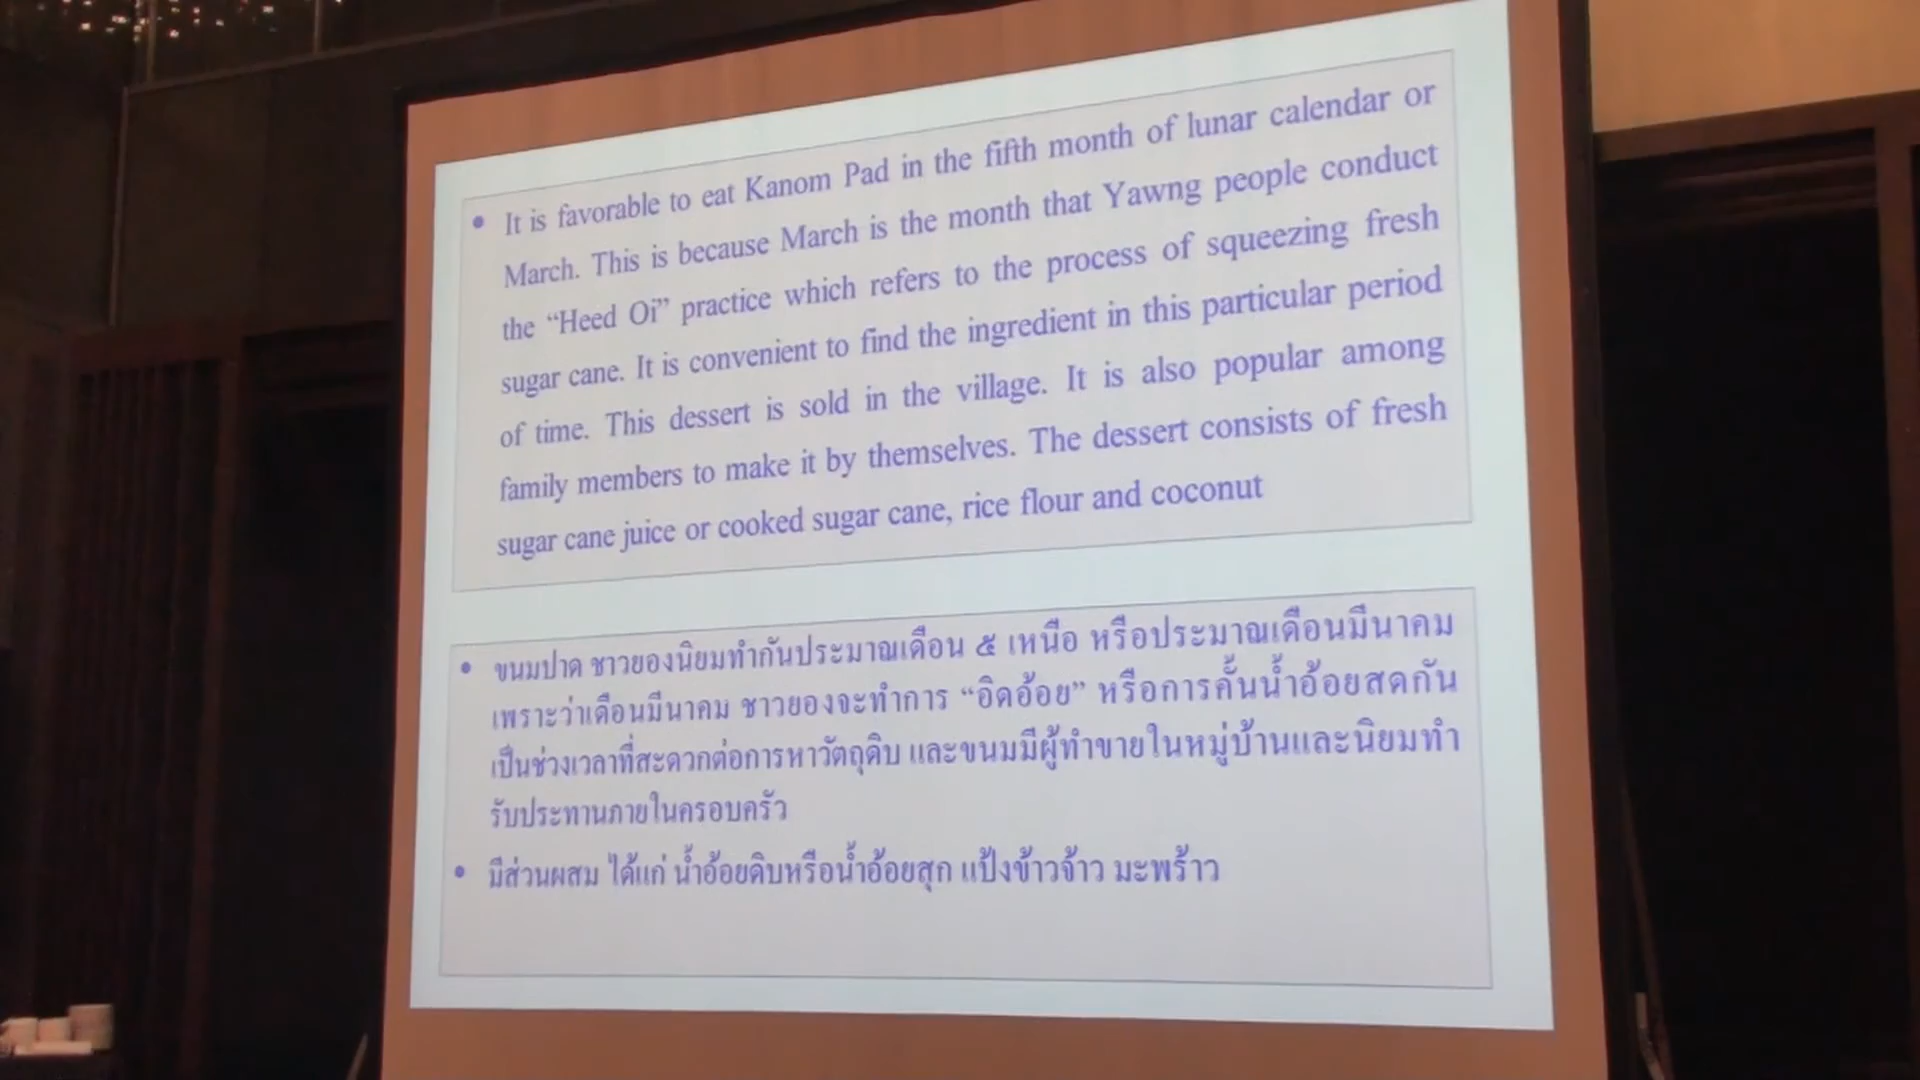 • It is favorable to eat Kanom Pad in the fifth month of lunar calendar or
March. This is because March is the month that Yawng people conduct
the “Heed Oi” practice which refers to the process of squeezing fresh
sugar cane. It is convenient to find the ingredient in this particular period
of time. This dessert is sold in the village. It is also popular among
family members to make it by themselves. The dessert consists of fresh
sugar cane juice or cooked sugar cane, rice flour and coconut
• ขนมปาด ชาวยองนิยมทำกันประมาณเดือน ๕ เหนือ หรือประมาณเดือนมีนาคม
เพราะว่าเดือนมีนาคม ชาวยองจะทำการ “อิดอ้อย” หรือการคั้นน้ำอ้อยสดกัน
เป็นช่วงเวลาที่สะดวกต่อการหาวัตถุดิบ และขนมมีผู้ทำขายในหมู่บ้านและนิยมทำ
รับประทานภายในครอบครัว
• มีส่วนผสม ได้แก่ น้ำอ้อยดิบหรือน้ำอ้อยสุก แป้งข้าวจ้าว มะพร้าว